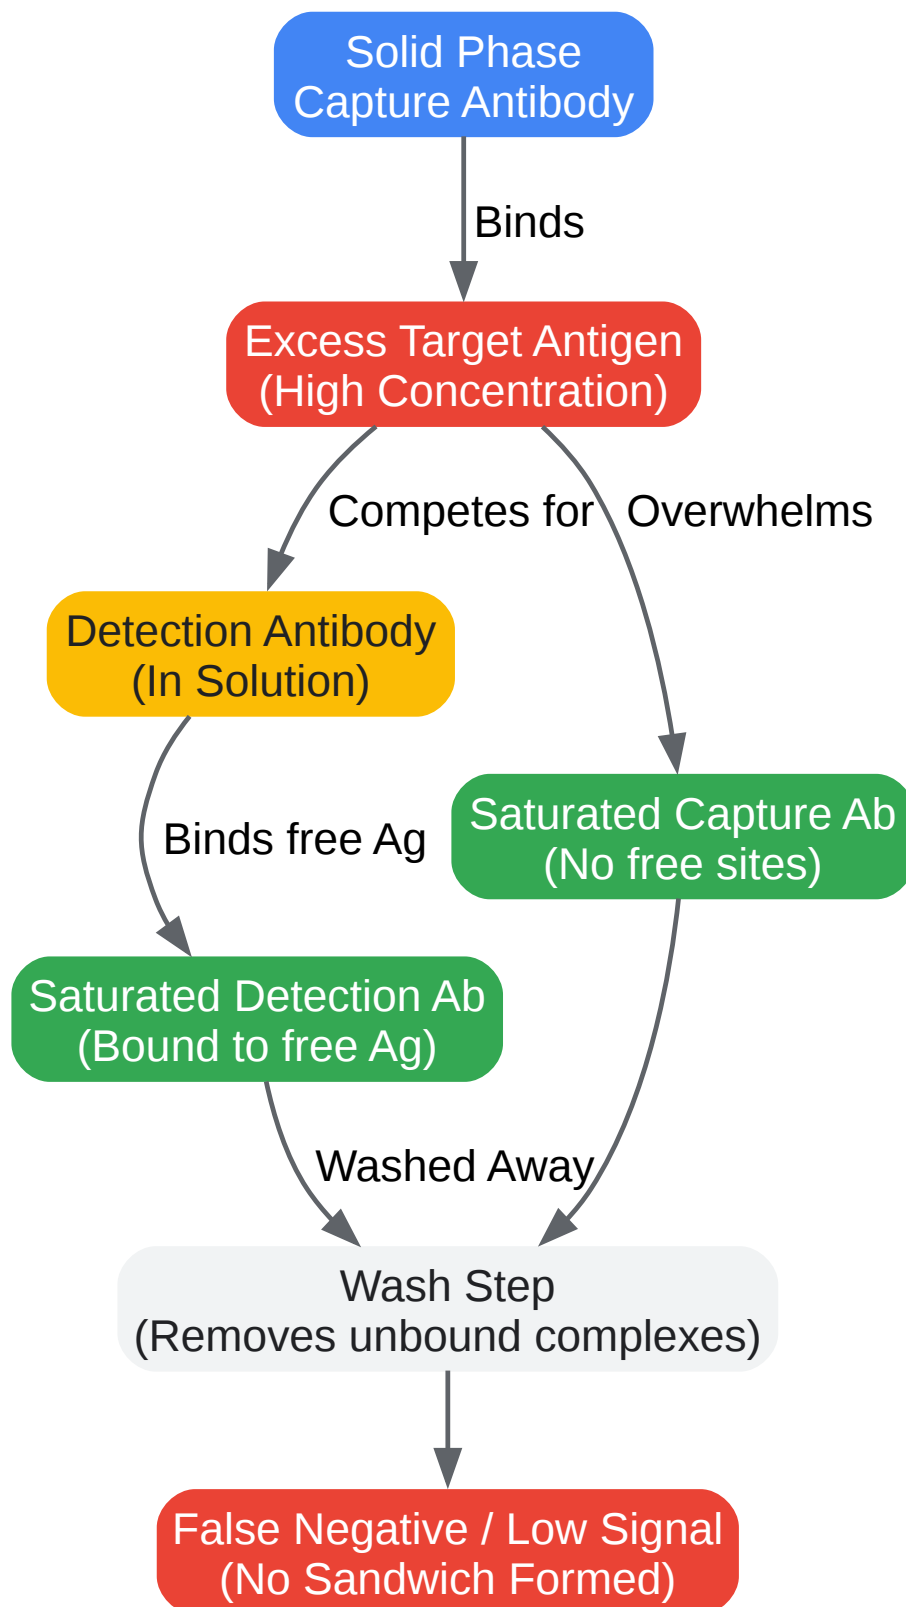 Solid Phase
Capture Antibody
Binds
Excess Target Antigen
(High Concentration)
Competes for
Overwhelms
Detection Antibody
(In Solution)
Binds free Ag
Saturated Capture Ab
(No free sites)
Saturated Detection Ab
(Bound to free Ag)
Washed Away
Wash Step
(Removes unbound complexes)
False Negative / Low Signal
(No Sandwich Formed)